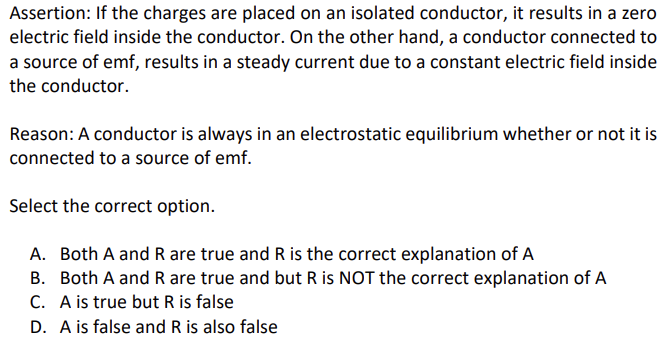 Assertion: If the charges are placed on an isolated conductor, it results in a zero
electric field inside the conductor. On the other hand, a conductor connected to
a source of emf, results in a steady current due to a constant electric field inside
the conductor.
Reason: A conductor is always in an electrostatic equilibrium whether or not it is
connected to a source of emf.
Select the correct option.
A. Both A and R are true and R is the correct explanation of A
B. Both A and R are true and but R is NOT the correct explanation of A
C. A is true but R is false
D. A is false and R is also false